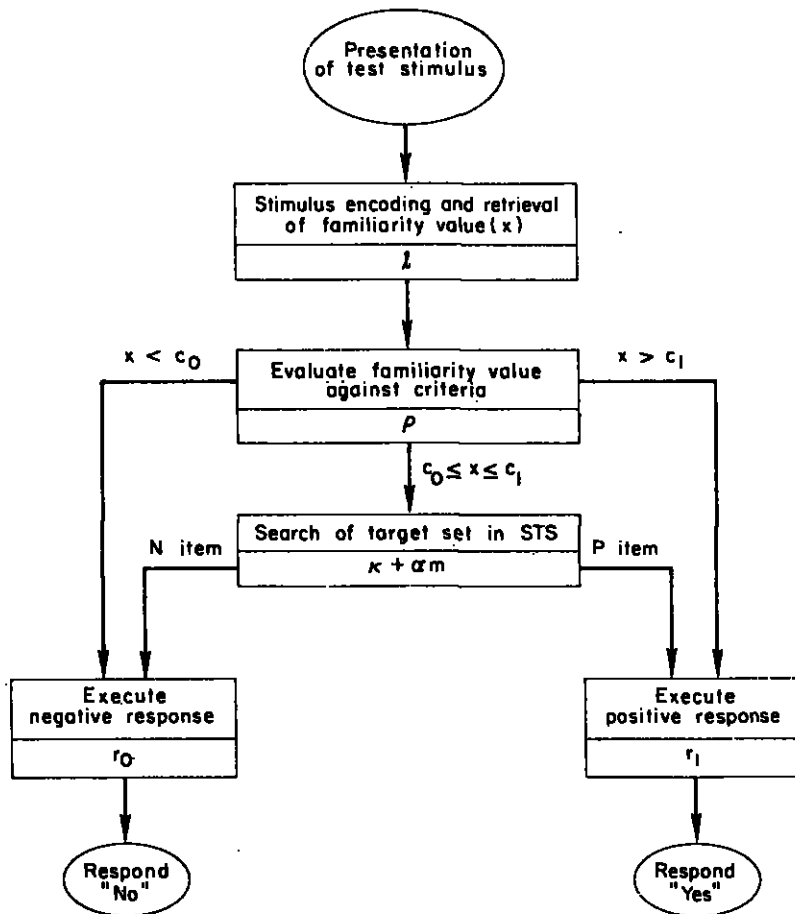 Presentation
of test stimulus
Stimulus encoding and retrieval
of familiarity value(x)
l
x < c₀
Evaluate familiarity value
against criteria
x > c₁
ρ
c₀ ≤ x ≤ c₁
N item
Search of target set in STS
P item
κ + αm
Execute
negative response
r₀
Execute
positive response
r₁
Respond
"No"
Respond
"Yes"